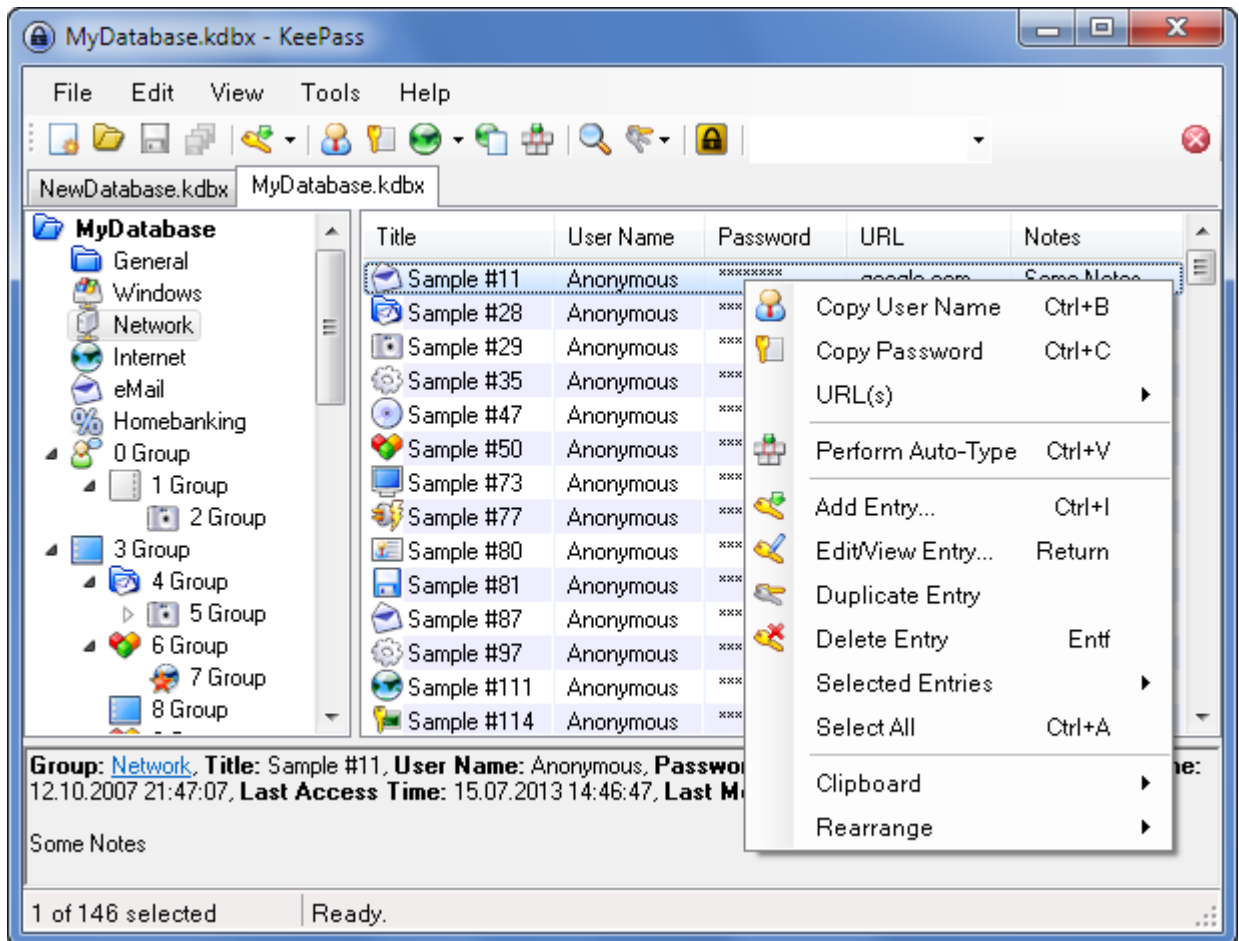 MyDatabase.kdbx - KeePass
File Edit View Tools Help
NewDatabase.kdbx MyDatabase.kdbx
MyDatabase
General
Windows
Network
Internet
eMail
Homebanking
0 Group
1 Group
2 Group
3 Group
4 Group
5 Group
6 Group
7 Group
8 Group
Title User Name Password URL Notes
Sample #11 Anonymous ******** google.com Some Notes
Sample #28 Anonymous ***
Sample #29 Anonymous ***
Sample #35 Anonymous ***
Sample #47 Anonymous ***
Sample #50 Anonymous ***
Sample #73 Anonymous ***
Sample #77 Anonymous ***
Sample #80 Anonymous ***
Sample #81 Anonymous ***
Sample #87 Anonymous ***
Sample #97 Anonymous ***
Sample #111 Anonymous ***
Sample #114 Anonymous ***
Copy User Name Ctrl+B
Copy Password Ctrl+C
URL(s)
Perform Auto-Type Ctrl+V
Add Entry... Ctrl+I
Edit/View Entry... Return
Duplicate Entry
Delete Entry Entf
Selected Entries
Select All Ctrl+A
Clipboard
Rearrange
Group: Network, Title: Sample #11, User Name: Anonymous, Passwo
12.10.2007 21:47:07, Last Access Time: 15.07.2013 14:46:47, Last M
Some Notes
1 of 146 selected Ready.